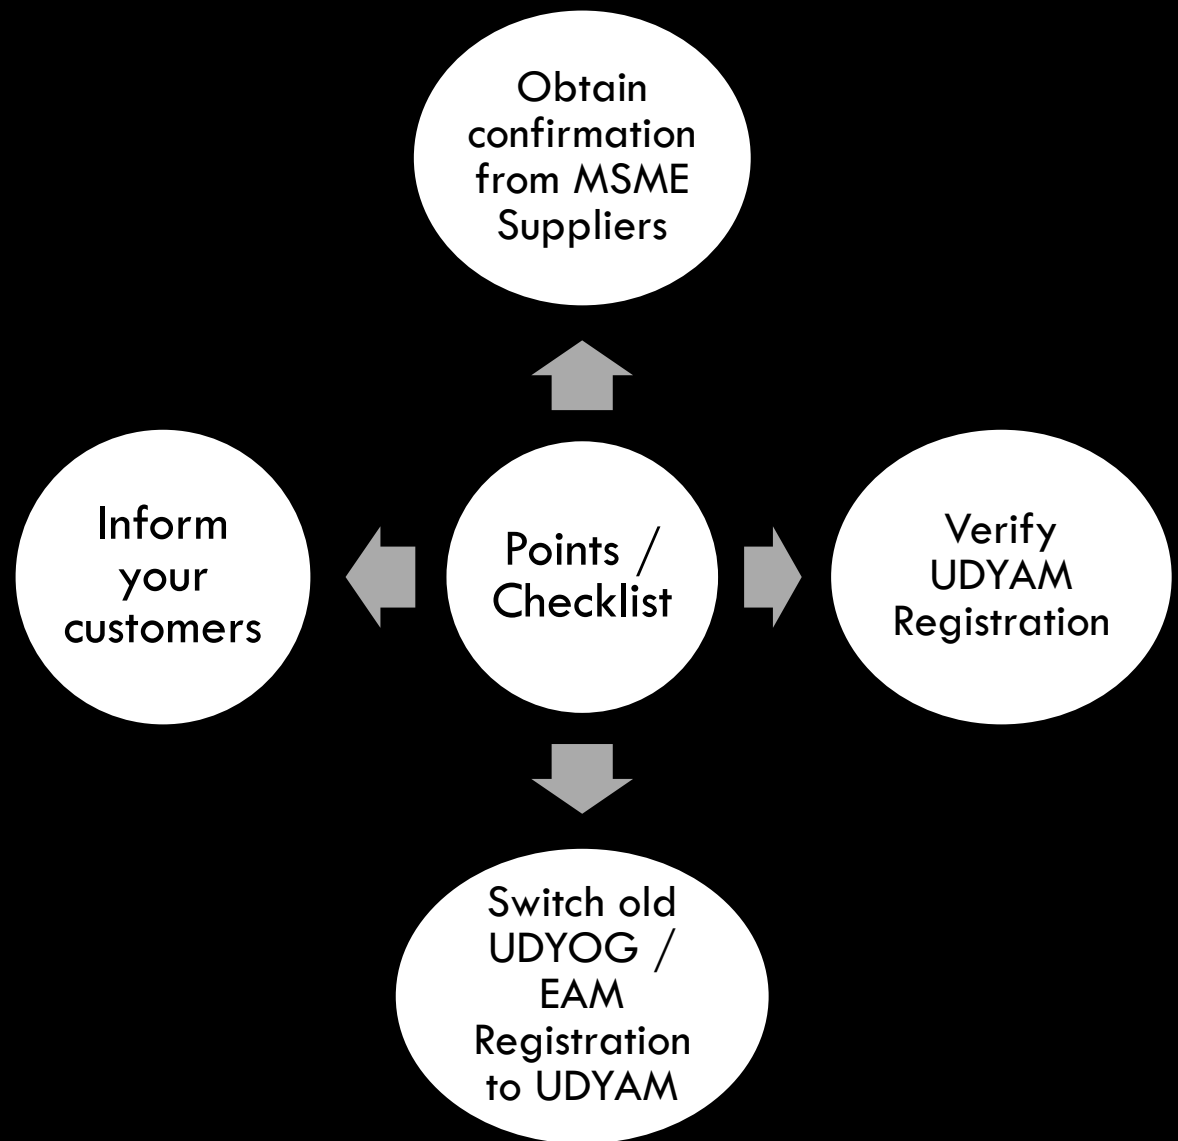 Obtain
confirmation
from MSME
Suppliers
Inform
your
customers
Points /
Checklist
Verify
UDYAM
Registration
Switch old
UDYOG /
EAM
Registration
to UDYAM